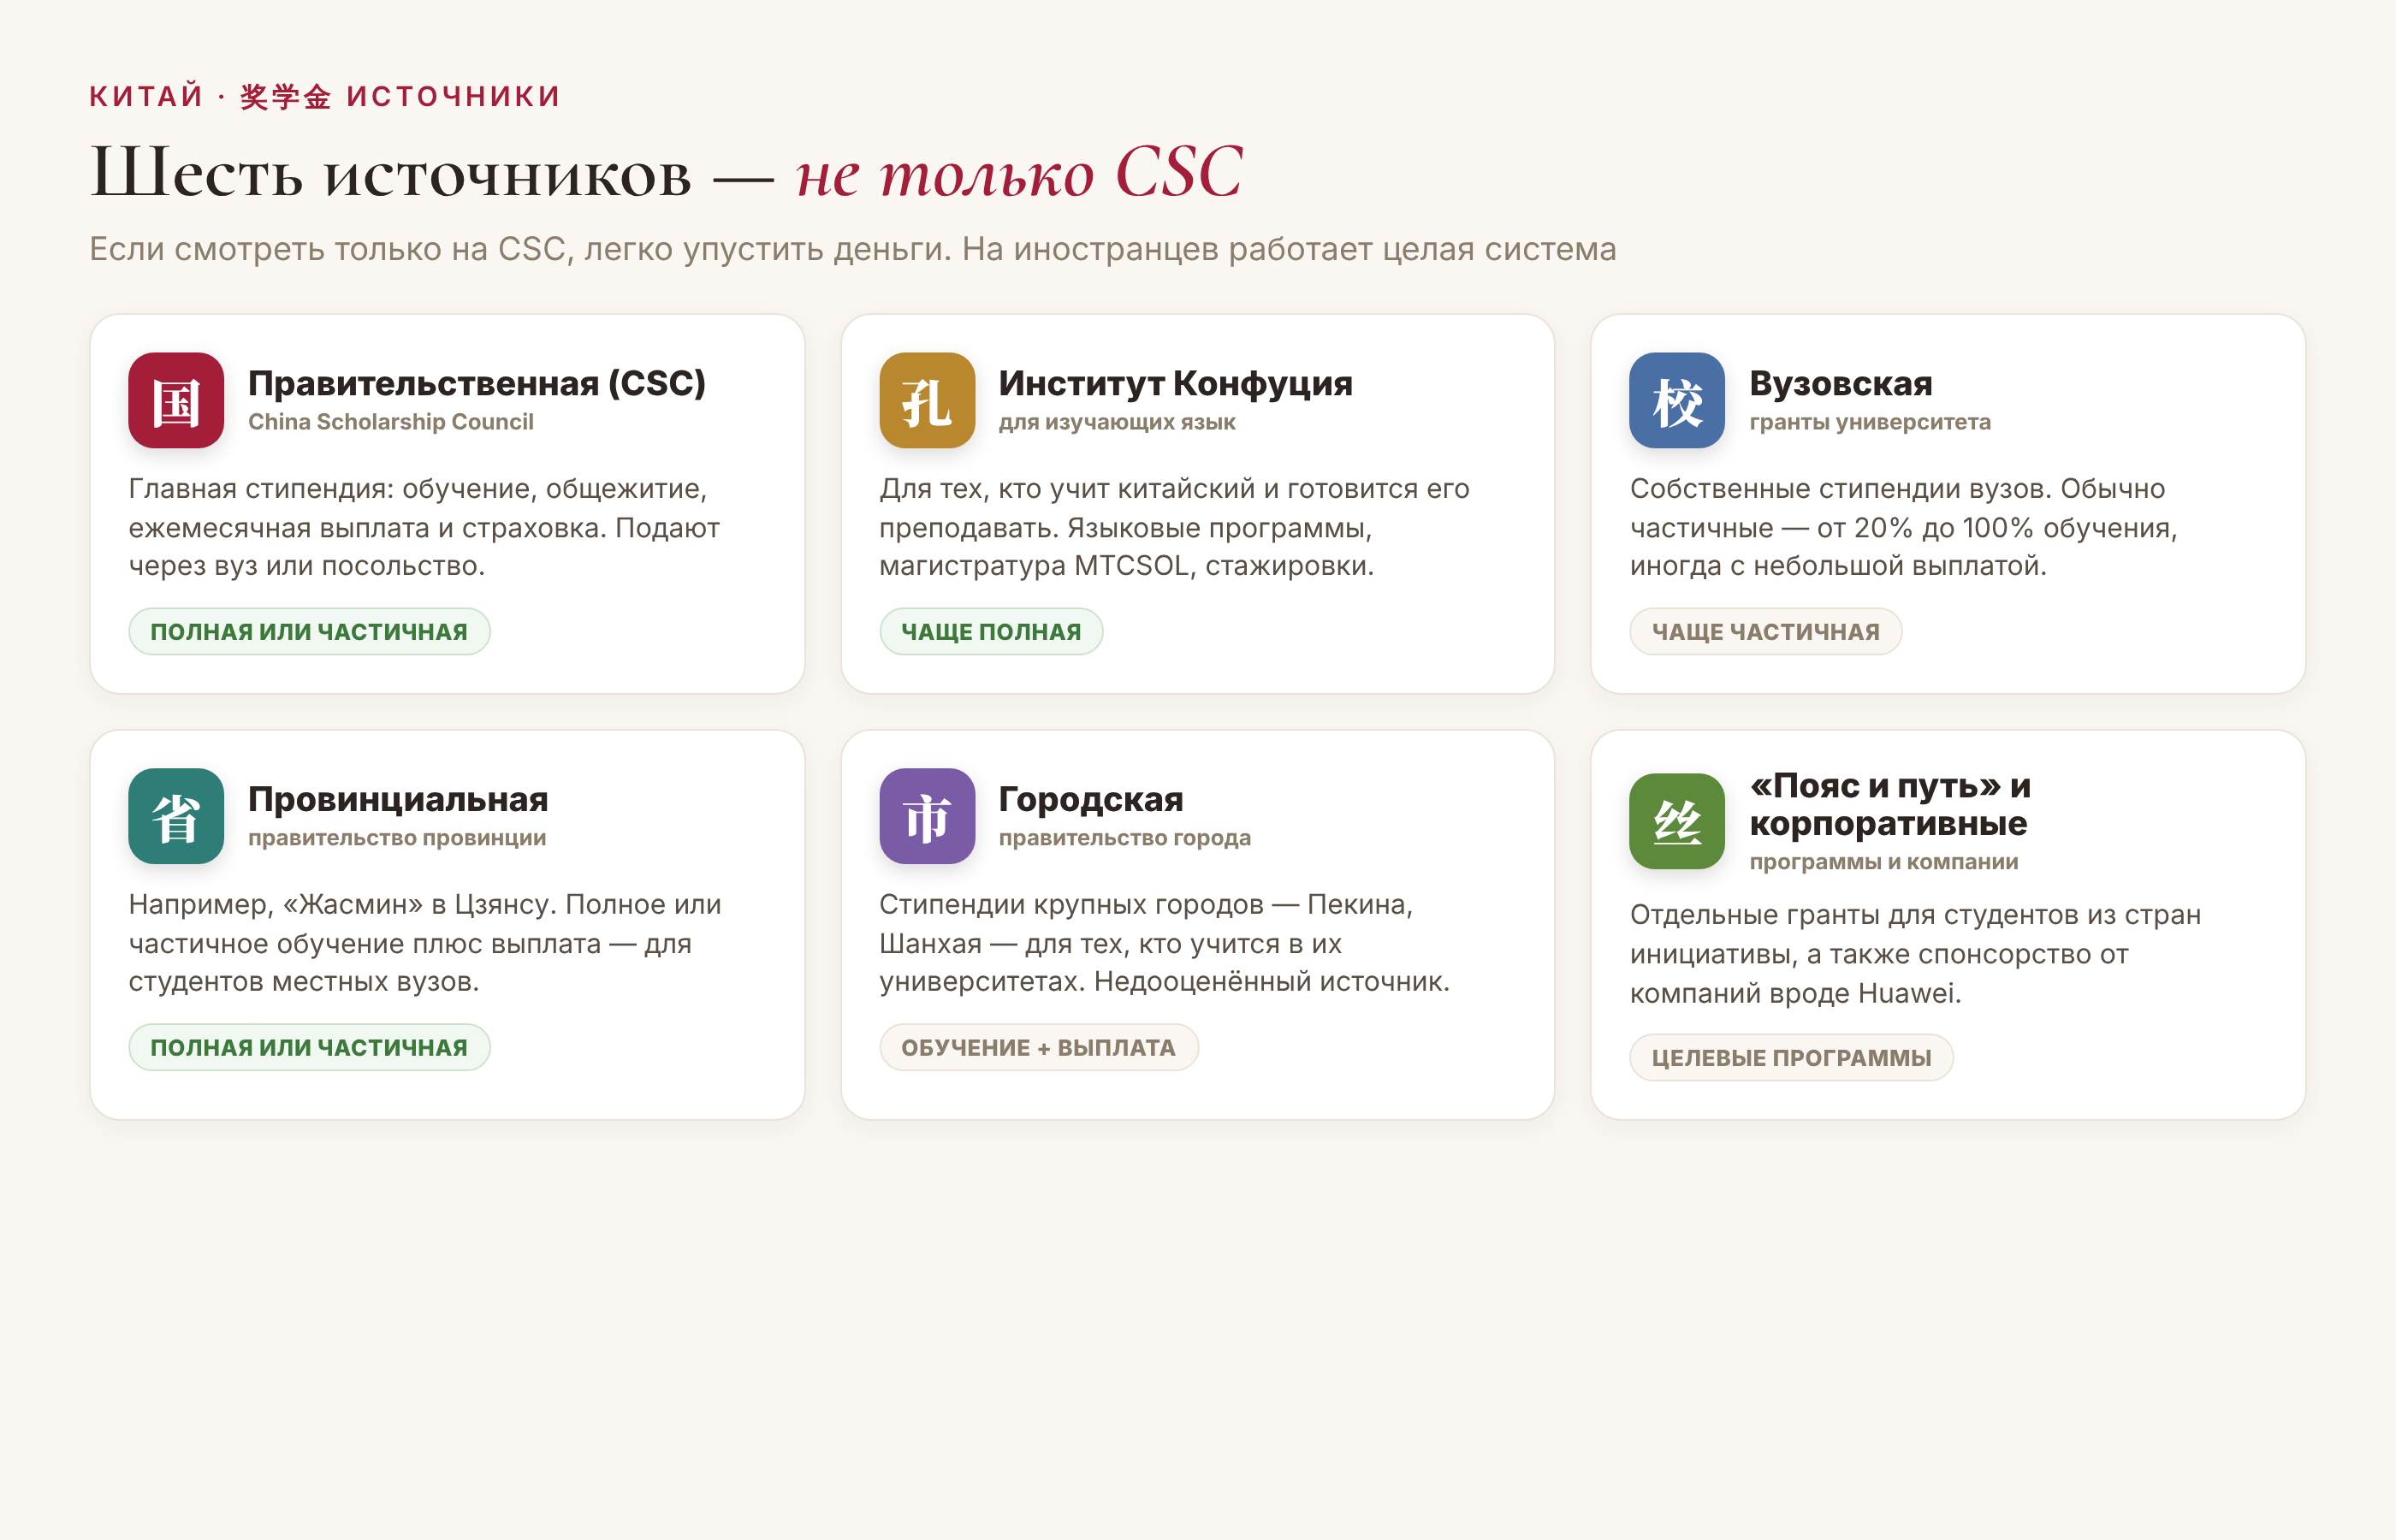 КИТАЙ · 奖学金 ИСТОЧНИКИ
Шесть источников — не только CSC
Если смотреть только на CSC, легко упустить деньги. На иностранцев работает целая система
国
Правительственная (CSC)
China Scholarship Council
Главная стипендия: обучение, общежитие,
ежемесячная выплата и страховка. Подают
через вуз или посольство.
ПОЛНАЯ ИЛИ ЧАСТИЧНАЯ
孔
Институт Конфуция
для изучающих язык
Для тех, кто учит китайский и готовится его
преподавать. Языковые программы,
магистратура MTCSOL, стажировки.
ЧАЩЕ ПОЛНАЯ
校
Вузовская
гранты университета
Собственные стипендии вузов. Обычно
частичные — от 20% до 100% обучения,
иногда с небольшой выплатой.
ЧАЩЕ ЧАСТИЧНАЯ
省
Провинциальная
правительство провинции
Например, «Жасмин» в Цзянсу. Полное или
частичное обучение плюс выплата — для
студентов местных вузов.
ПОЛНАЯ ИЛИ ЧАСТИЧНАЯ
市
Городская
правительство города
Стипендии крупных городов — Пекина,
Шанхая — для тех, кто учится в их
университетах. Недооценённый источник.
ОБУЧЕНИЕ + ВЫПЛАТА
丝
«Пояс и путь» и
корпоративные
программы и компании
Отдельные гранты для студентов из стран
инициативы, а также спонсорство от
компаний вроде Huawei.
ЦЕЛЕВЫЕ ПРОГРАММЫ